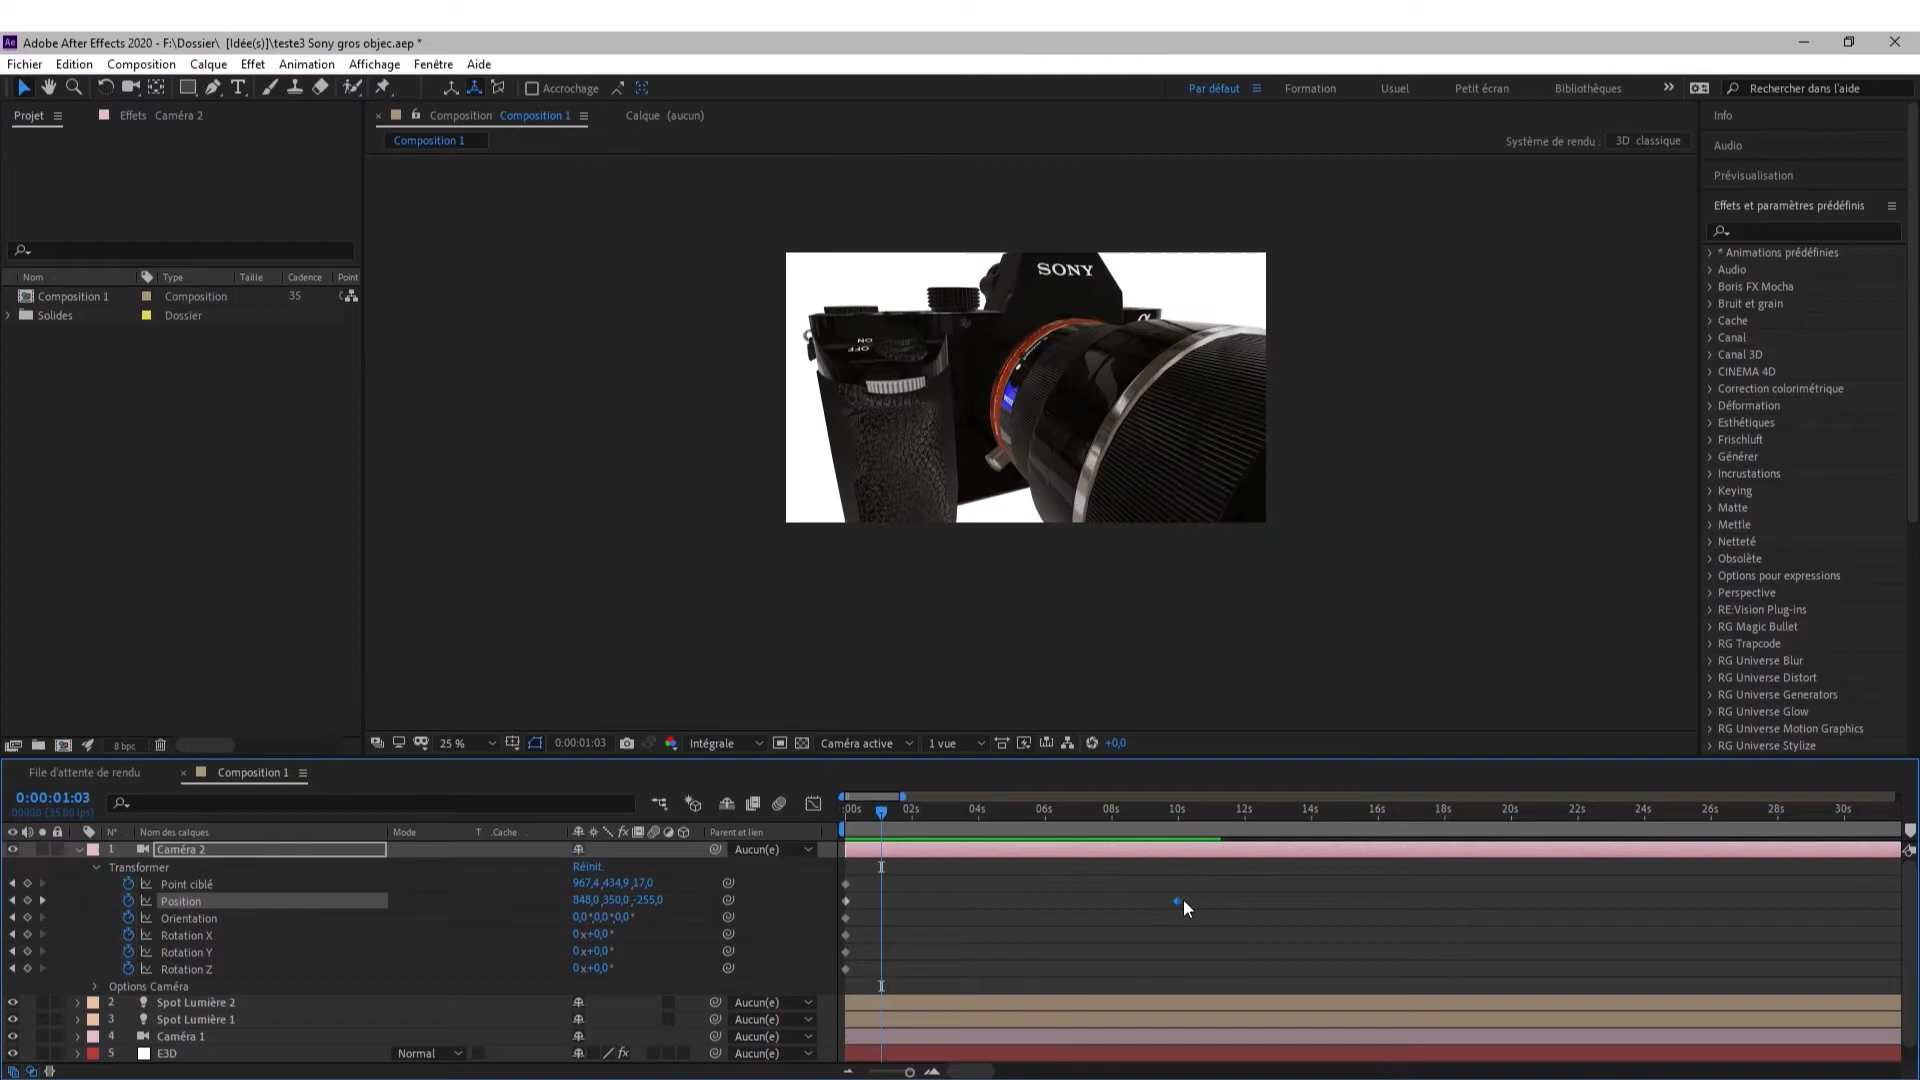 Adobe After Effects 2020 - F:\Dossier\ [Idée(s)]\teste3 Sony gros objec.aep *
Fichier Edition Composition Calque Effet Animation Affichage Fenêtre Aide
Accrochage Par défaut Formation Usuel Petit écran Bibliothèques Rechercher dans l'aide
Projet Effets Caméra 2
Composition Composition 1 Calque (aucun)
Composition 1
Système de rendu : 3D classique
Nom Type Taille Cadence Point
Composition 1 Composition 35
Solides Dossier
SONY
α
ON
OFF
8 bpc
25 % 0:00:01:03 Intégrale Caméra active 1 vue +0,0
Info
Audio
Prévisualisation
Effets et paramètres prédéfinis
* Animations prédéfinies
Audio
Boris FX Mocha
Bruit et grain
Cache
Canal
Canal 3D
CINEMA 4D
Correction colorimétrique
Déformation
Esthétiques
Frischluft
Générer
Incrustations
Keying
Matte
Mettle
Netteté
Obsolète
Options pour expressions
Perspective
RE:Vision Plug-ins
RG Magic Bullet
RG Trapcode
RG Universe Blur
RG Universe Distort
RG Universe Generators
RG Universe Glow
RG Universe Motion Graphics
RG Universe Stylize
File d'attente de rendu Composition 1
0:00:01:03
:00s 02s 04s 06s 08s 10s 12s 14s 16s 18s 20s 22s 24s 26s 28s 30s
N° Nom des calques Mode T .Cache Parent et lien
1 Caméra 2 Aucun(e)
Transformer Réinit.
Point ciblé 967,4 ,434,9 ,17,0
Position 848,0 ,350,0 ,-255,0
Orientation 0,0 °,0,0 °,0,0 °
Rotation X 0 x+0,0 °
Rotation Y 0 x+0,0 °
Rotation Z 0 x+0,0 °
Options Caméra
2 Spot Lumière 2 Aucun(e)
3 Spot Lumière 1 Aucun(e)
4 Caméra 1 Aucun(e)
5 E3D Normal Aucun(e)